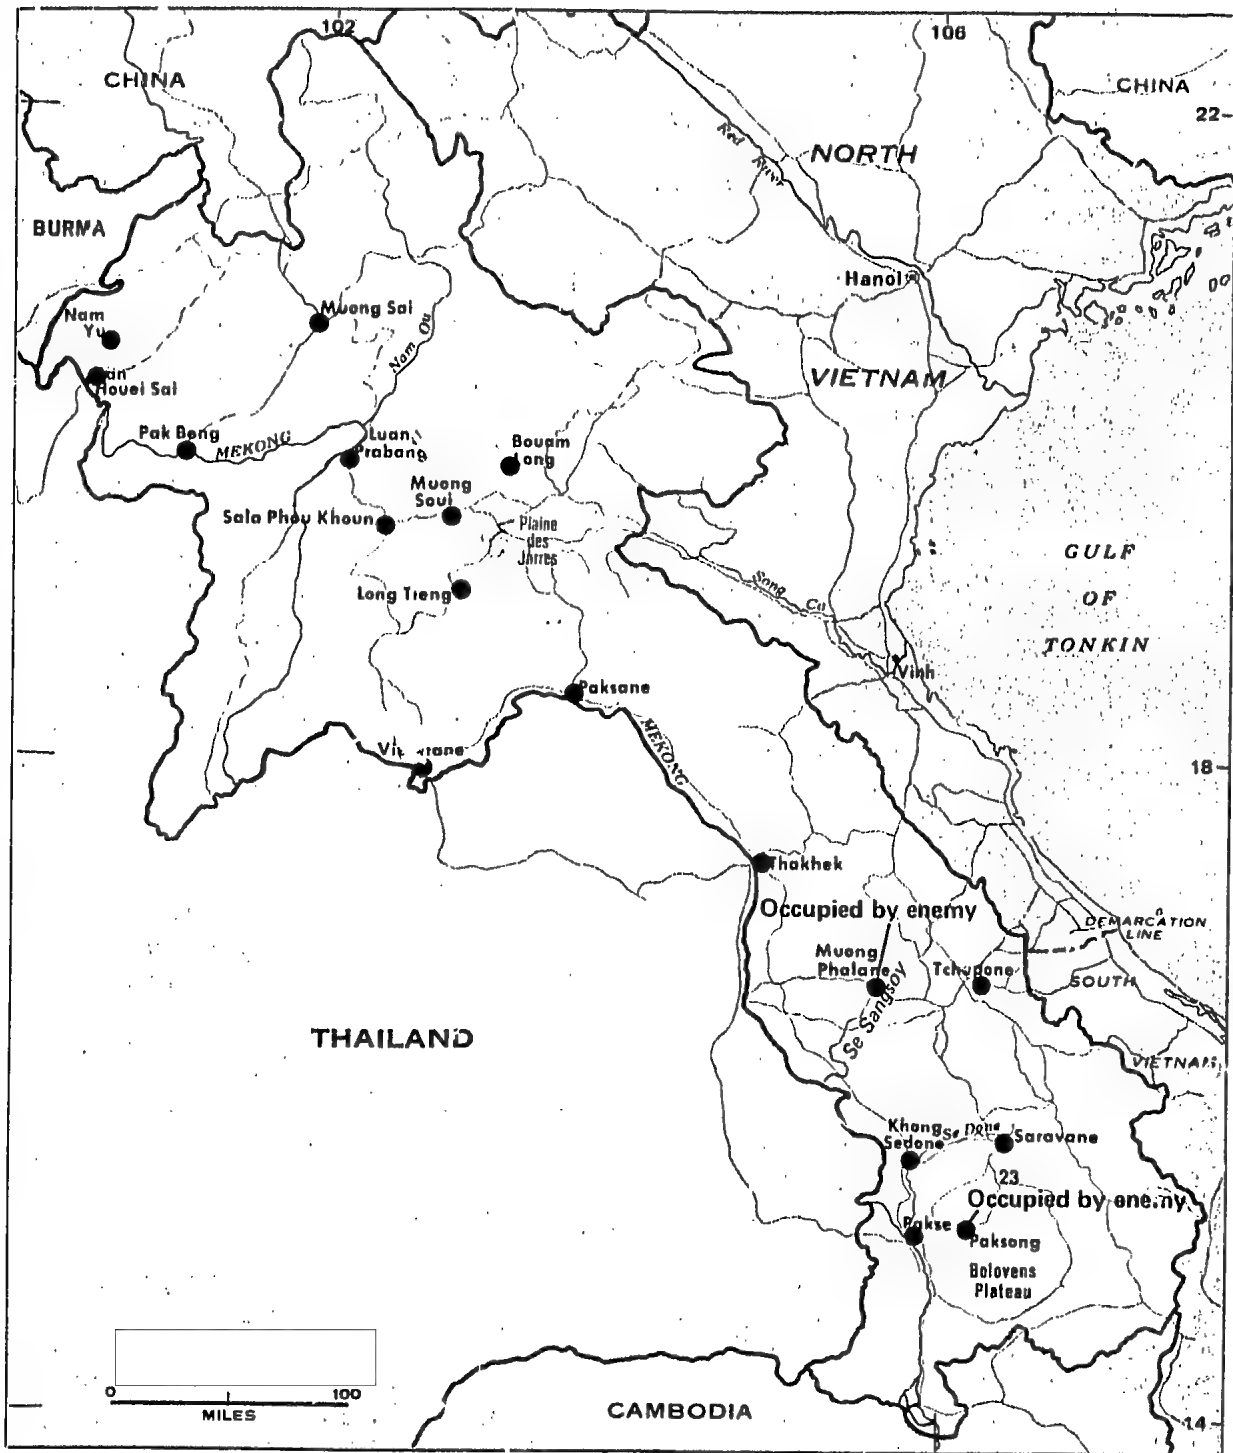 102
106
CHINA
CHINA
22
Red River
NORTH
BURMA
Hanoi
Nam
Yu
Muong Sai
Nam Ou
Houei Sai
VIETNAM
Pak Beng
MEKONG
Luang
Prabang
Bouam
Long
Muong
Soui
Sala Phou Khoun
Plaine
des
Jarres
GULF
OF
TONKIN
Song Ca
Long Tieng
Vinh
Paksane
MEKONG
18
Thakhek
Occupied by enemy
DEMARCATION
LINE
Muong
Phalane
Tchepone
SOUTH
Se Sangsoy
THAILAND
VIETNAM
Khong
Sedone
Se Done
Saravane
23
Occupied by enemy
Pakse
Paksong
Bolovens
Plateau
0
100
MILES
CAMBODIA
14